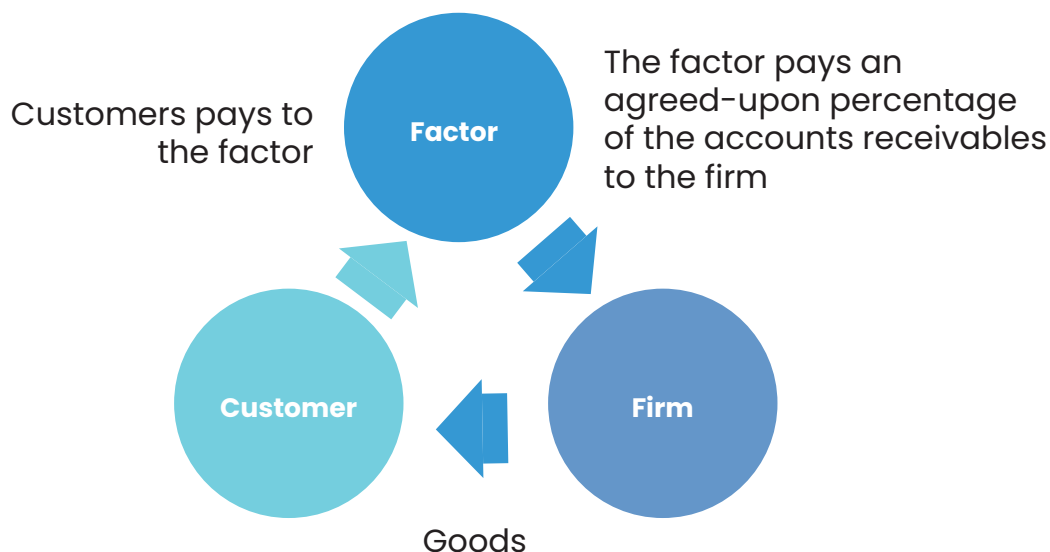 Customers pays to
the factor
Factor
The factor pays an
agreed-upon percentage
of the accounts receivables
to the firm
Customer
Firm
Goods